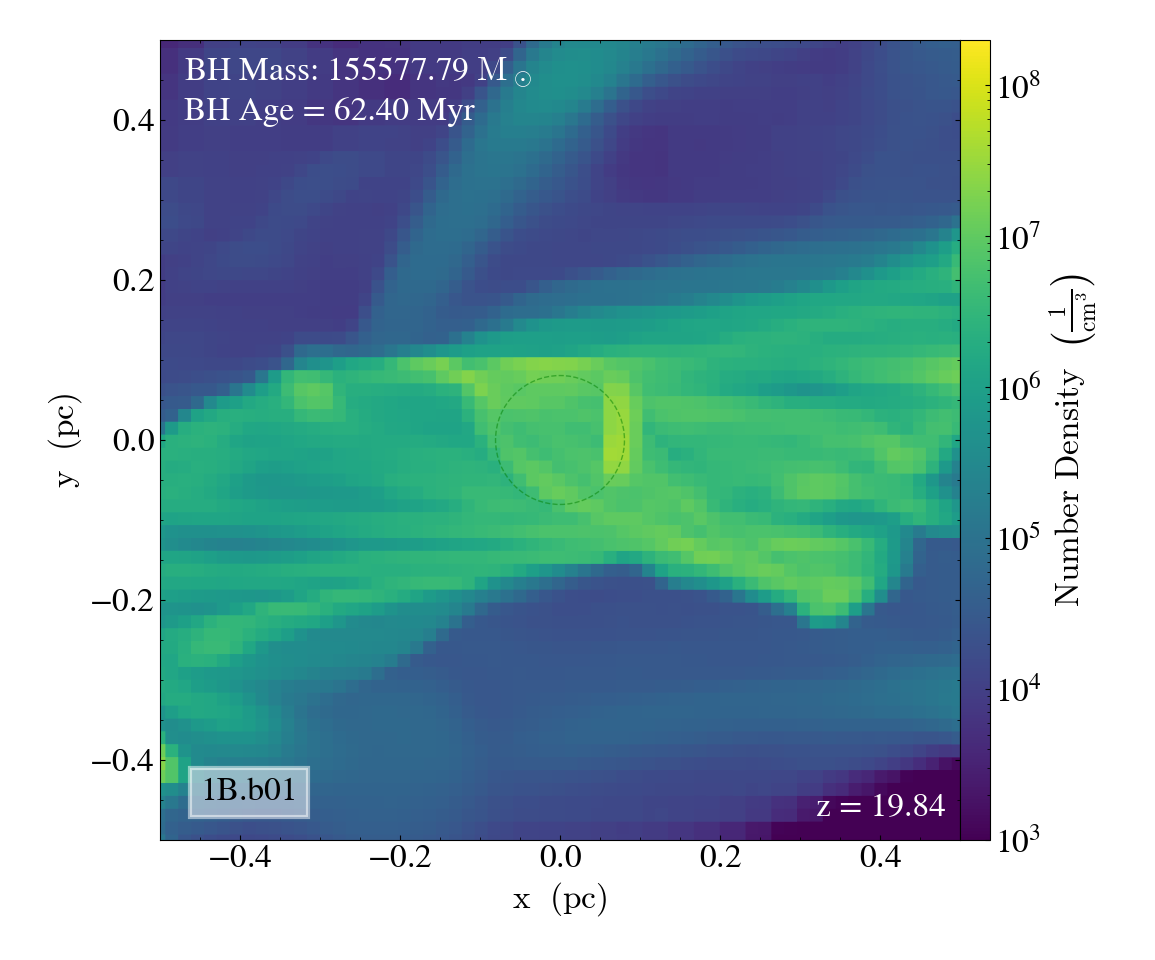 BH Mass: 155577.79 M⊙
BH Age = 62.40 Myr
0.4
0.2
0.0
−0.2
−0.4
y (pc)
1B.b01
z = 19.84
−0.4 −0.2 0.0 0.2 0.4
x (pc)
10⁸
10⁷
10⁶
10⁵
10⁴
10³
Number Density (1/cm³)